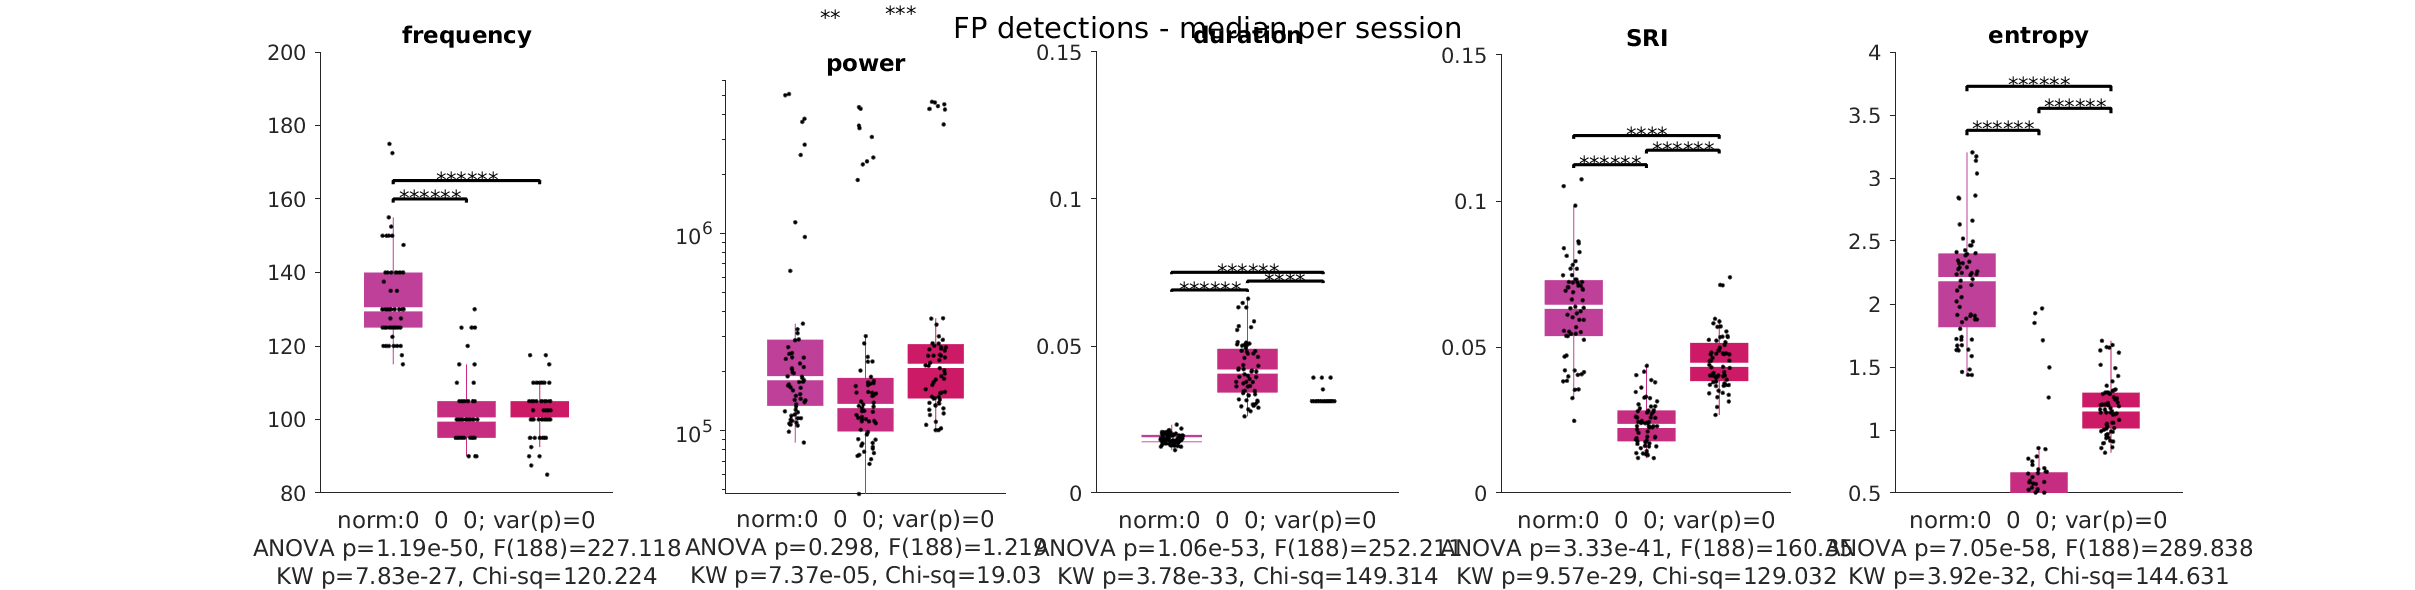 ** ***
FP detections - median per session
frequency
power
duration
SRI
entropy
200
180
160
140
120
100
80
******
******
norm:0 0 0; var(p)=0
ANOVA p=1.19e-50, F(188)=227.118
KW p=7.83e-27, Chi-sq=120.224
10^6
10^5
norm:0 0 0; var(p)=0
ANOVA p=0.298, F(188)=1.219
KW p=7.37e-05, Chi-sq=19.03
0.15
0.1
0.05
0
******
****
******
norm:0 0 0; var(p)=0
ANOVA p=1.06e-53, F(188)=252.211
KW p=3.78e-33, Chi-sq=149.314
0.15
0.1
0.05
0
****
******
******
norm:0 0 0; var(p)=0
ANOVA p=3.33e-41, F(188)=160.35
KW p=9.57e-29, Chi-sq=129.032
4
3.5
3
2.5
2
1.5
1
0.5
******
******
******
norm:0 0 0; var(p)=0
ANOVA p=7.05e-58, F(188)=289.838
KW p=3.92e-32, Chi-sq=144.631